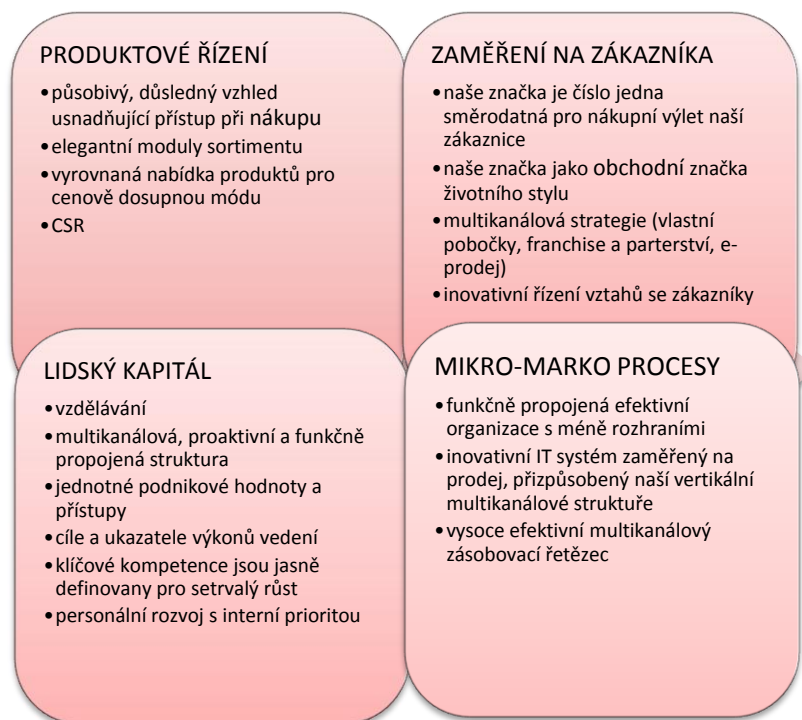 PRODUKTOVÉ ŘÍZENÍ
•působivý, důsledný vzhled
usnadňující přístup při nákupu
•elegantní moduly sortimentu
•vyrovnaná nabídka produktů pro
cenově dosupnou módu
•CSR
ZAMĚŘENÍ NA ZÁKAZNÍKA
•naše značka je číslo jedna
směrodatná pro nákupní výlet naší
zákaznice
•naše značka jako obchodní značka
životního stylu
•multikanálová strategie (vlastní
pobočky, franchise a parterství, e-
prodej)
•inovativní řízení vztahů se zákazníky
LIDSKÝ KAPITÁL
•vzdělávání
•multikanálová, proaktivní a funkčně
propojená struktura
•jednotné podnikové hodnoty a
přístupy
•cíle a ukazatele výkonů vedení
•klíčové kompetence jsou jasně
definovany pro setrvalý růst
•personální rozvoj s interní prioritou
MIKRO-MARKO PROCESY
•funkčně propojená efektivní
organizace s méně rozhraními
•inovativní IT systém zaměřený na
prodej, přizpůsobený naší vertikální
multikanálové struktuře
•vysoce efektivní multikanálový
zásobovací řetězec